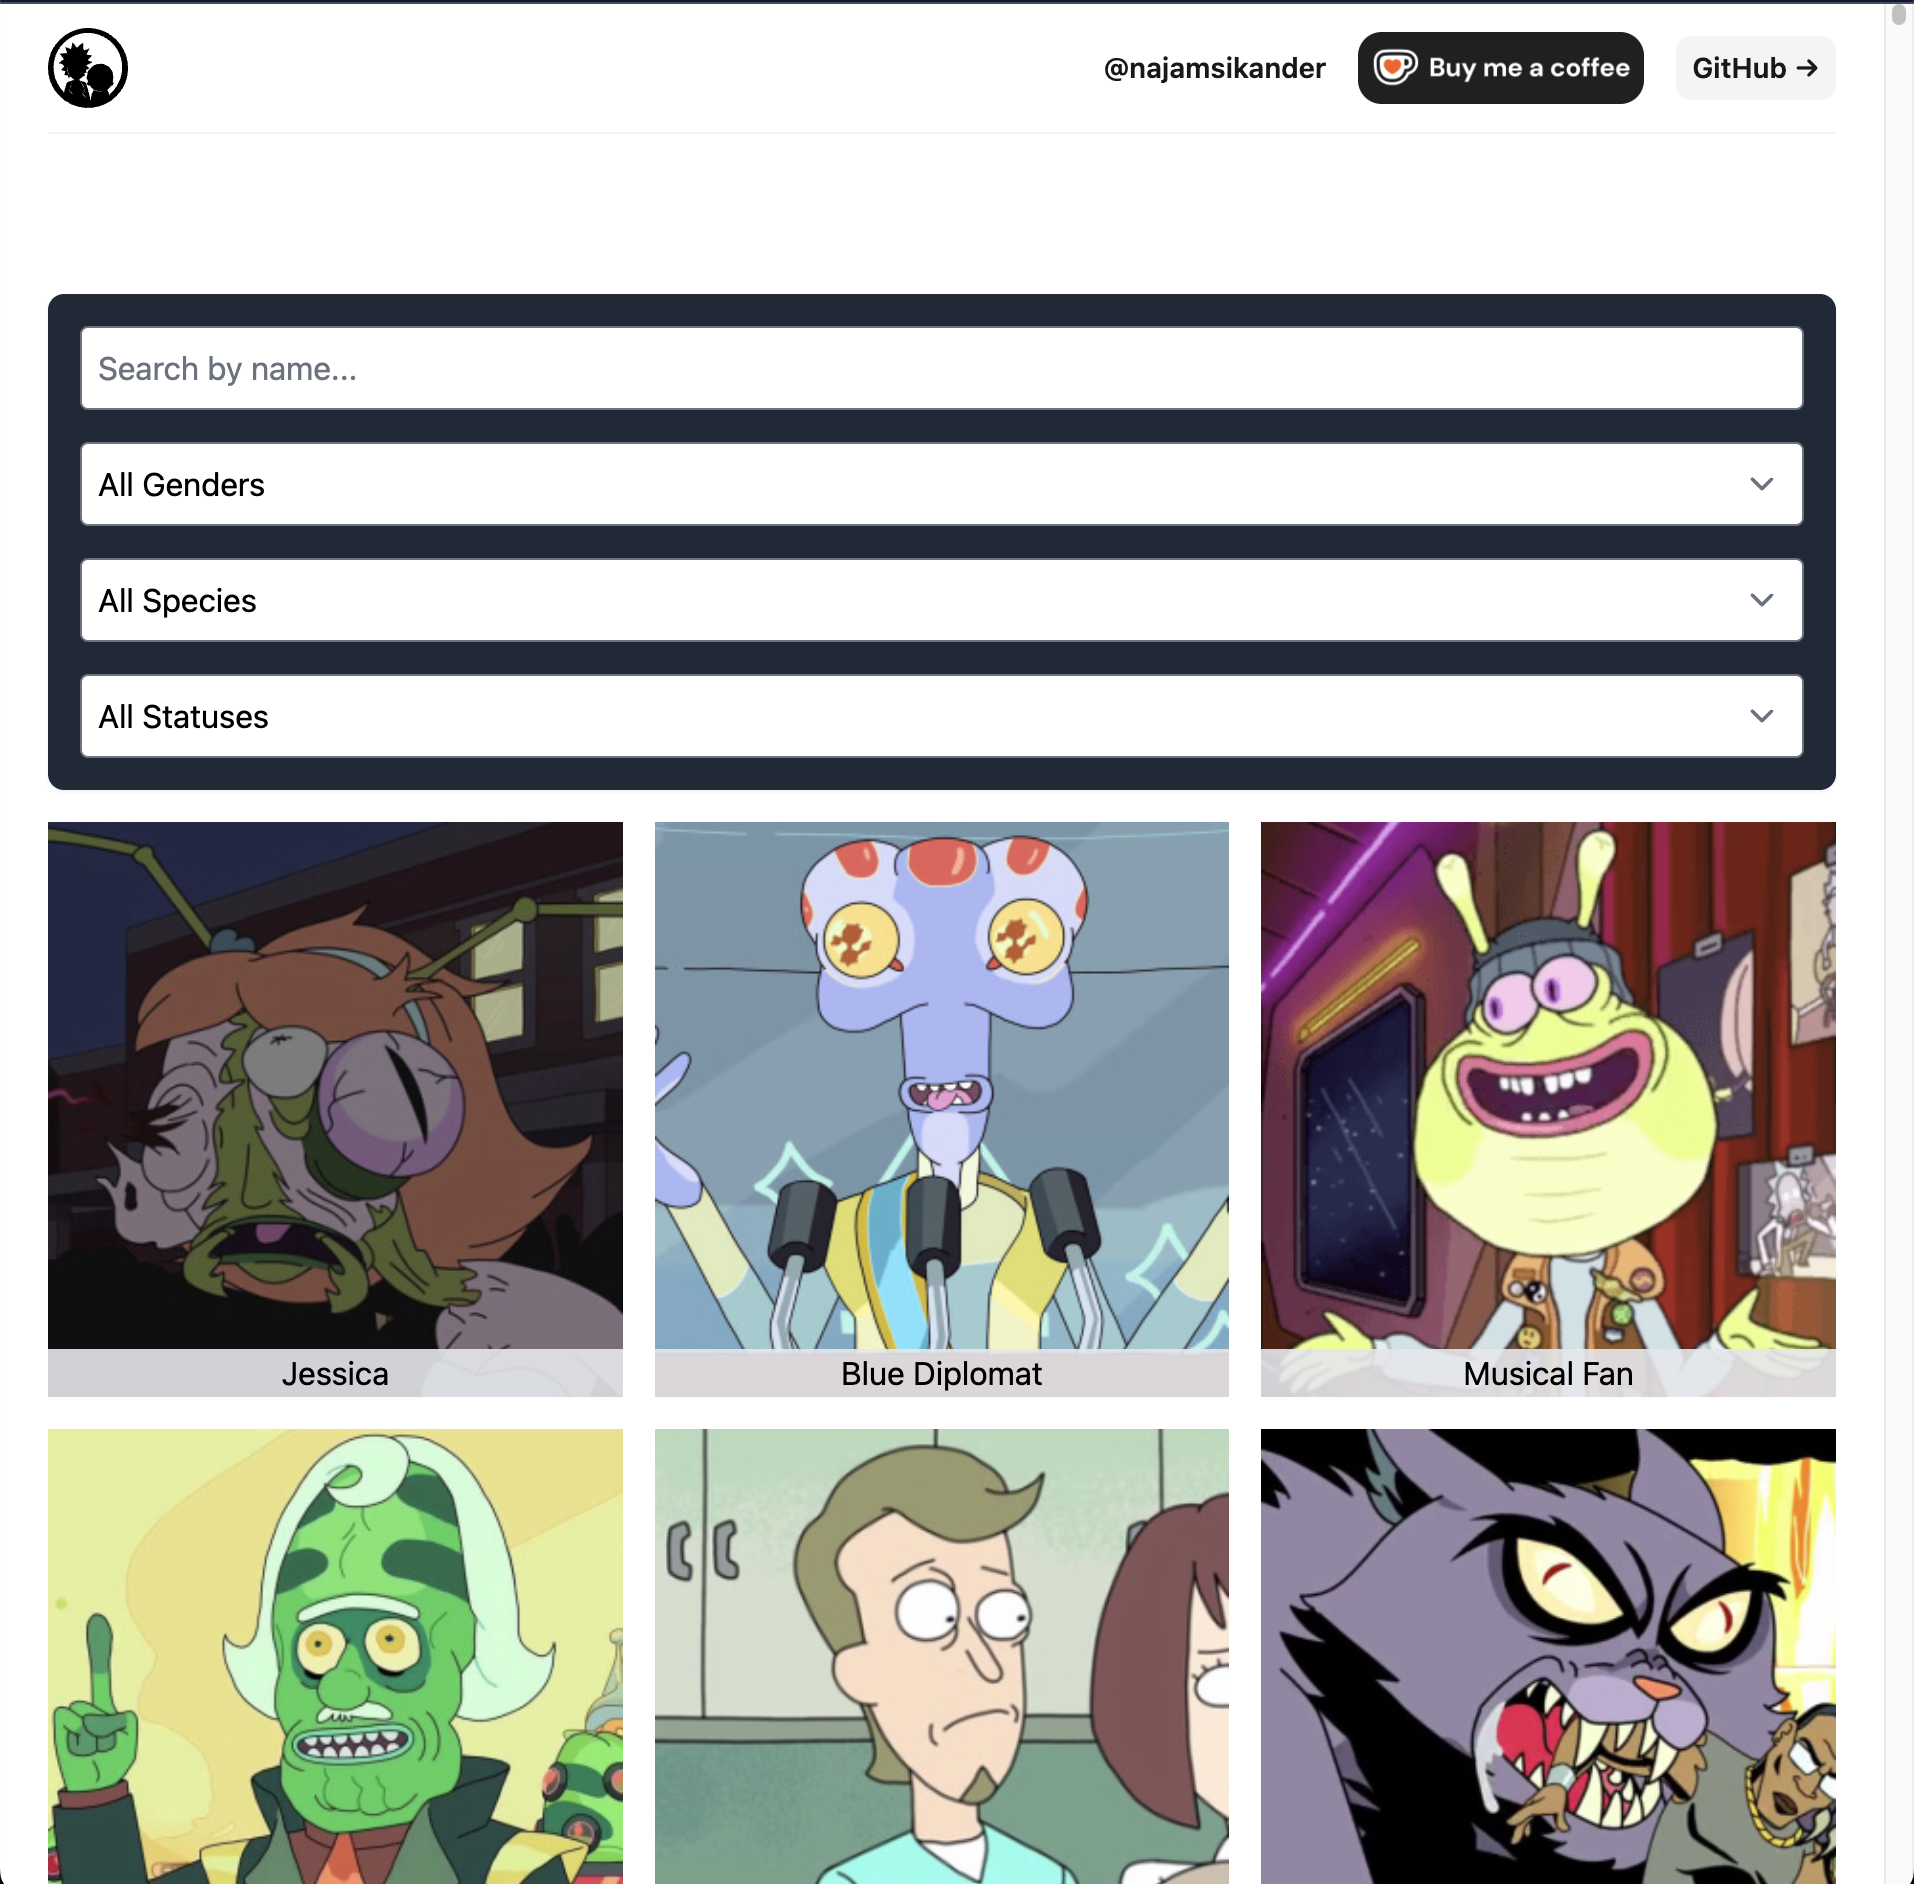 @najamsikander
Buy me a coffee
GitHub →
Search by name...
All Genders
All Species
All Statuses
Jessica
Blue Diplomat
Musical Fan